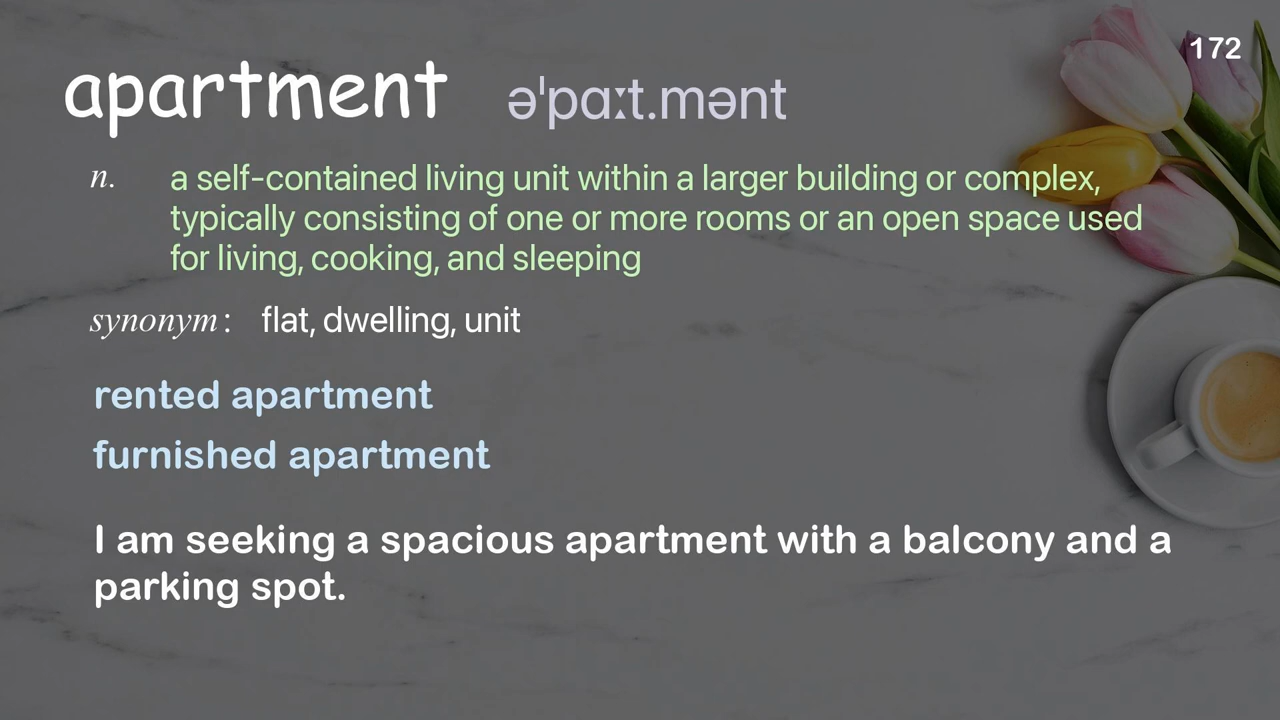 172
apartment əˈpɑːt.mənt
n. a self-contained living unit within a larger building or complex,
typically consisting of one or more rooms or an open space used
for living, cooking, and sleeping
synonym: flat, dwelling, unit
rented apartment
furnished apartment
I am seeking a spacious apartment with a balcony and a
parking spot.